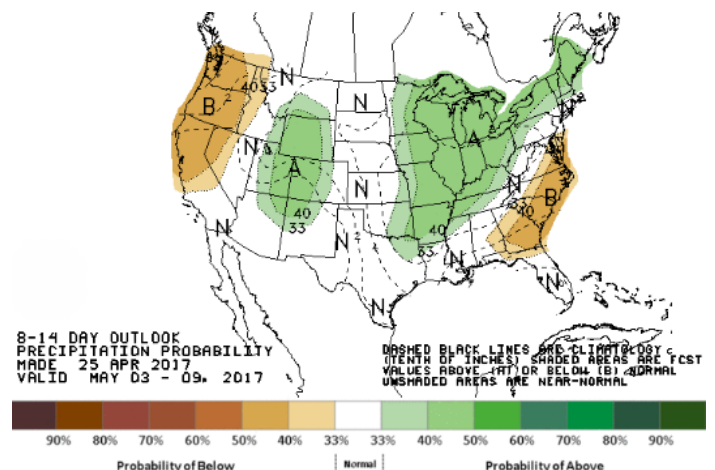 N
40
33
B
2
N
N
A
N
A
N
40
33
N
2
N
N
N
33
40
B
40
33
N
N
N
8-14 DAY OUTLOOK
PRECIPITATION PROBABILITY
MADE 25 APR 2017
VALID MAY 03 - 09, 2017
DASHED BLACK LINES ARE CLIMATOLOGY
(TENTH OF INCHES) SHADED AREAS ARE FCST
VALUES ABOVE (A) OR BELOW (B) NORMAL
UNSHADED AREAS ARE NEAR-NORMAL
90% 80% 70% 60% 50% 40% 33% 33% 40% 50% 60% 70% 80% 90%
Probability of Below Normal Probability of Above